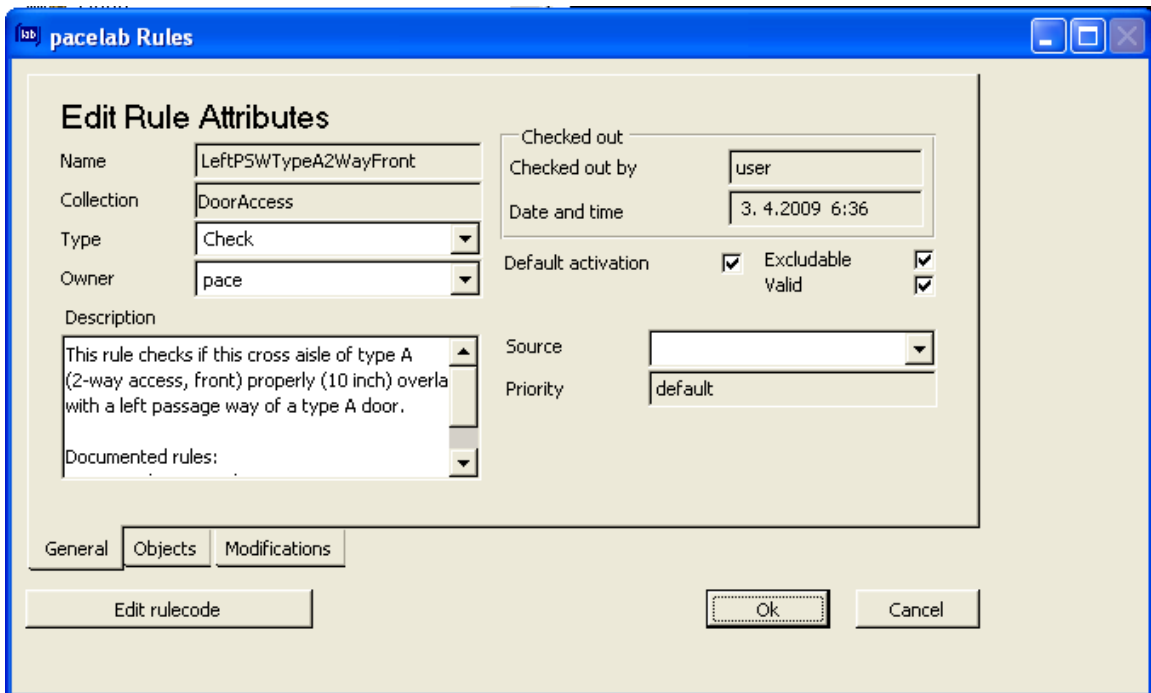 pacelab Rules
Edit Rule Attributes
Name
LeftPSWTypeA2WayFront
Collection
DoorAccess
Type
Check
Owner
pace
Description
This rule checks if this cross aisle of type A
(2-way access, front) properly (10 inch) overla
with a left passage way of a type A door.
Documented rules:
Checked out
Checked out by
user
Date and time
3. 4.2009 6:36
Default activation
Excludable
Valid
Source
Priority
default
General
Objects
Modifications
Edit rulecode
Ok
Cancel